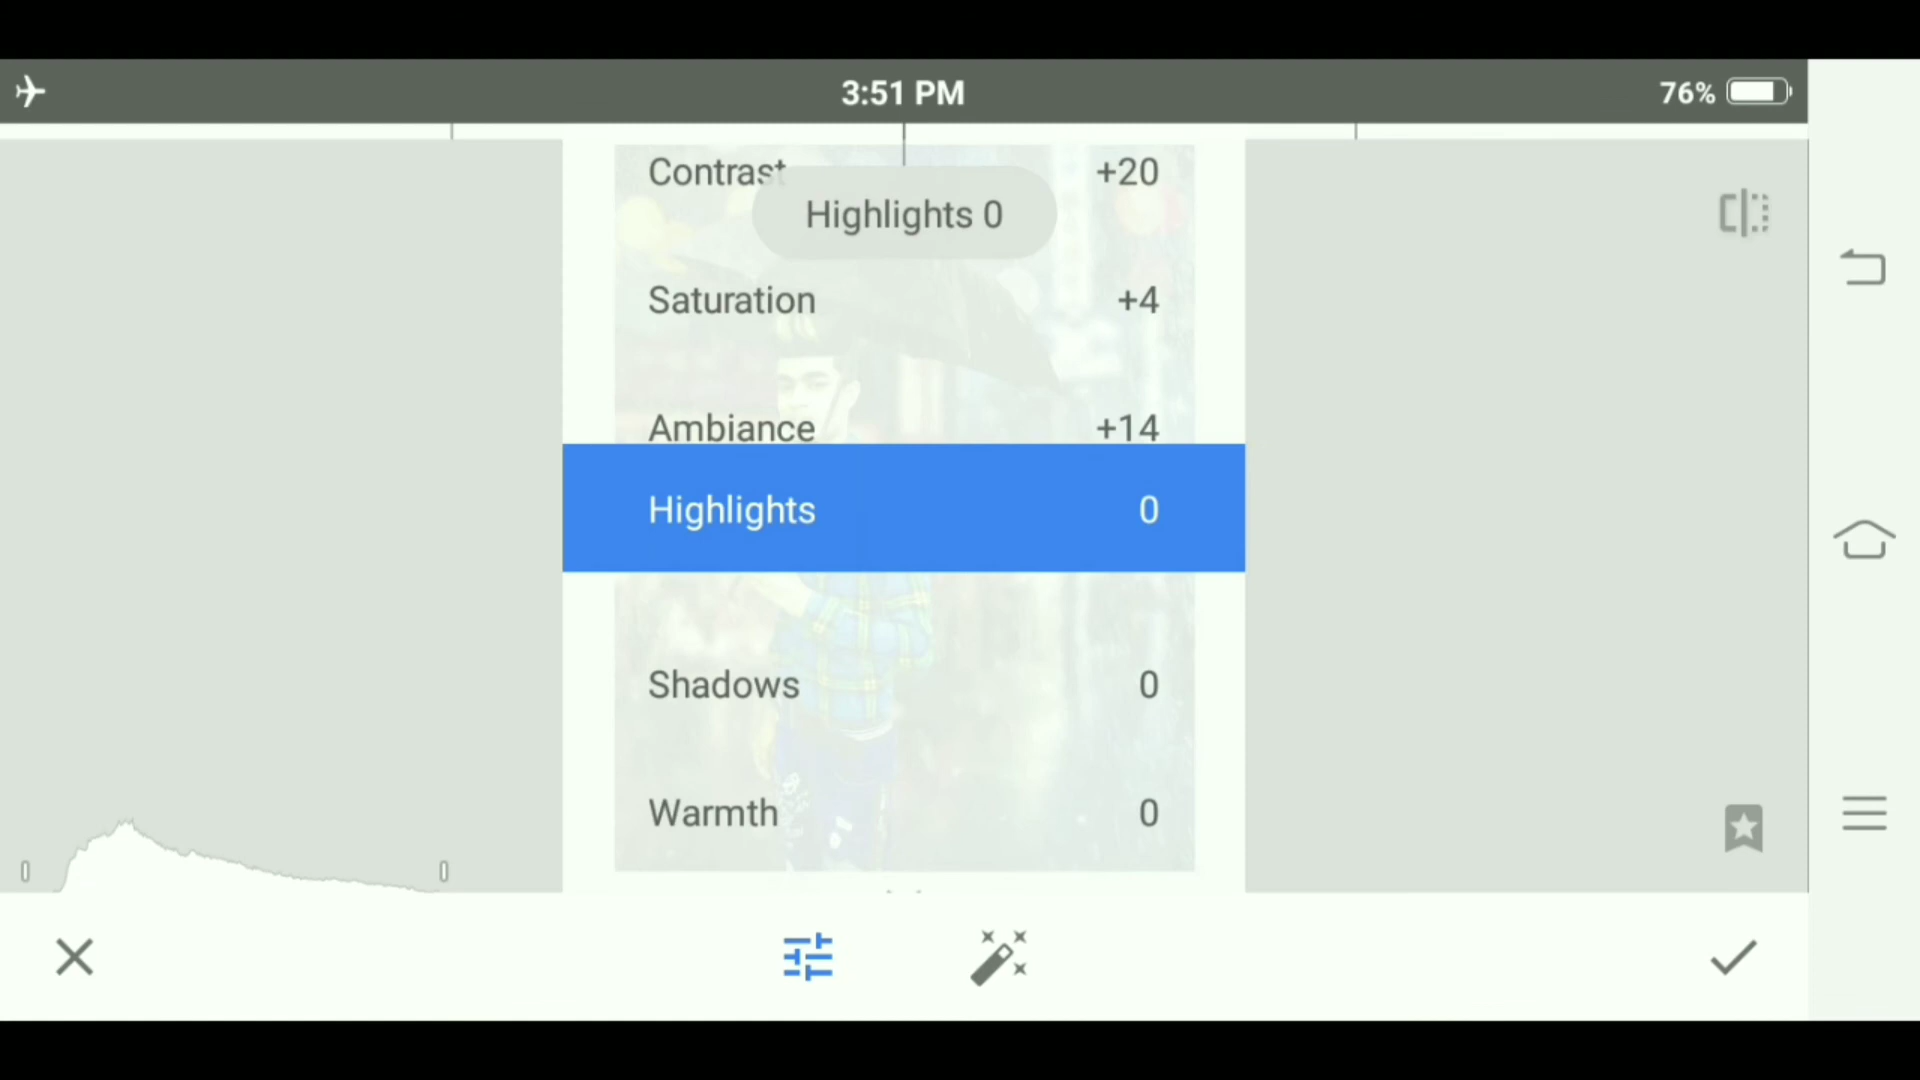 3:51 PM
76%
Contrast +20
Highlights 0
Saturation +4
Ambiance +14
Highlights 0
Shadows 0
Warmth 0